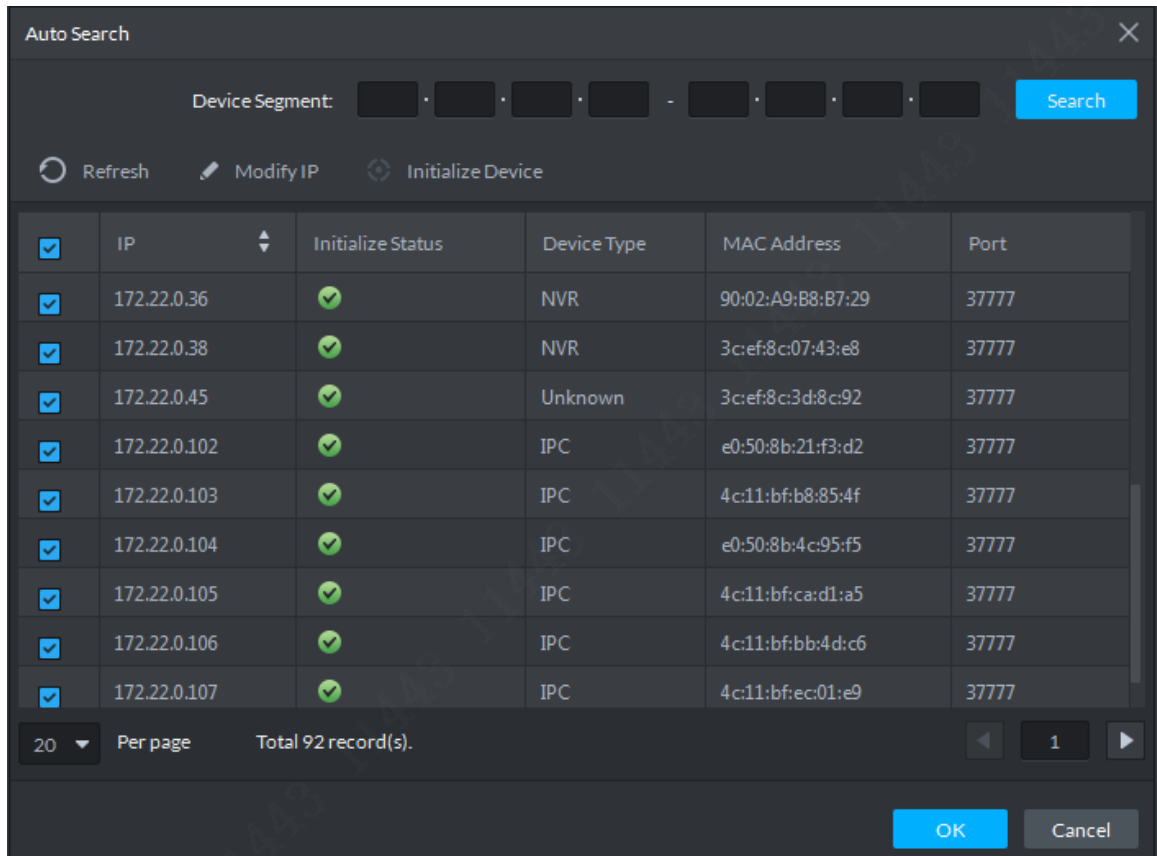 Auto Search
Device Segment: . . . - . . . Search
Refresh Modify IP Initialize Device
IP Initialize Status Device Type MAC Address Port
172.22.0.36 NVR 90:02:A9:B8:B7:29 37777
172.22.0.38 NVR 3c:ef:8c:07:43:e8 37777
172.22.0.45 Unknown 3c:ef:8c:3d:8c:92 37777
172.22.0.102 IPC e0:50:8b:21:f3:d2 37777
172.22.0.103 IPC 4c:11:bf:b8:85:4f 37777
172.22.0.104 IPC e0:50:8b:4c:95:f5 37777
172.22.0.105 IPC 4c:11:bf:ca:d1:a5 37777
172.22.0.106 IPC 4c:11:bf:bb:4d:c6 37777
172.22.0.107 IPC 4c:11:bf:ec:01:e9 37777
20 Per page Total 92 record(s). 1
OK Cancel
11443 11443 11443 11443 11443